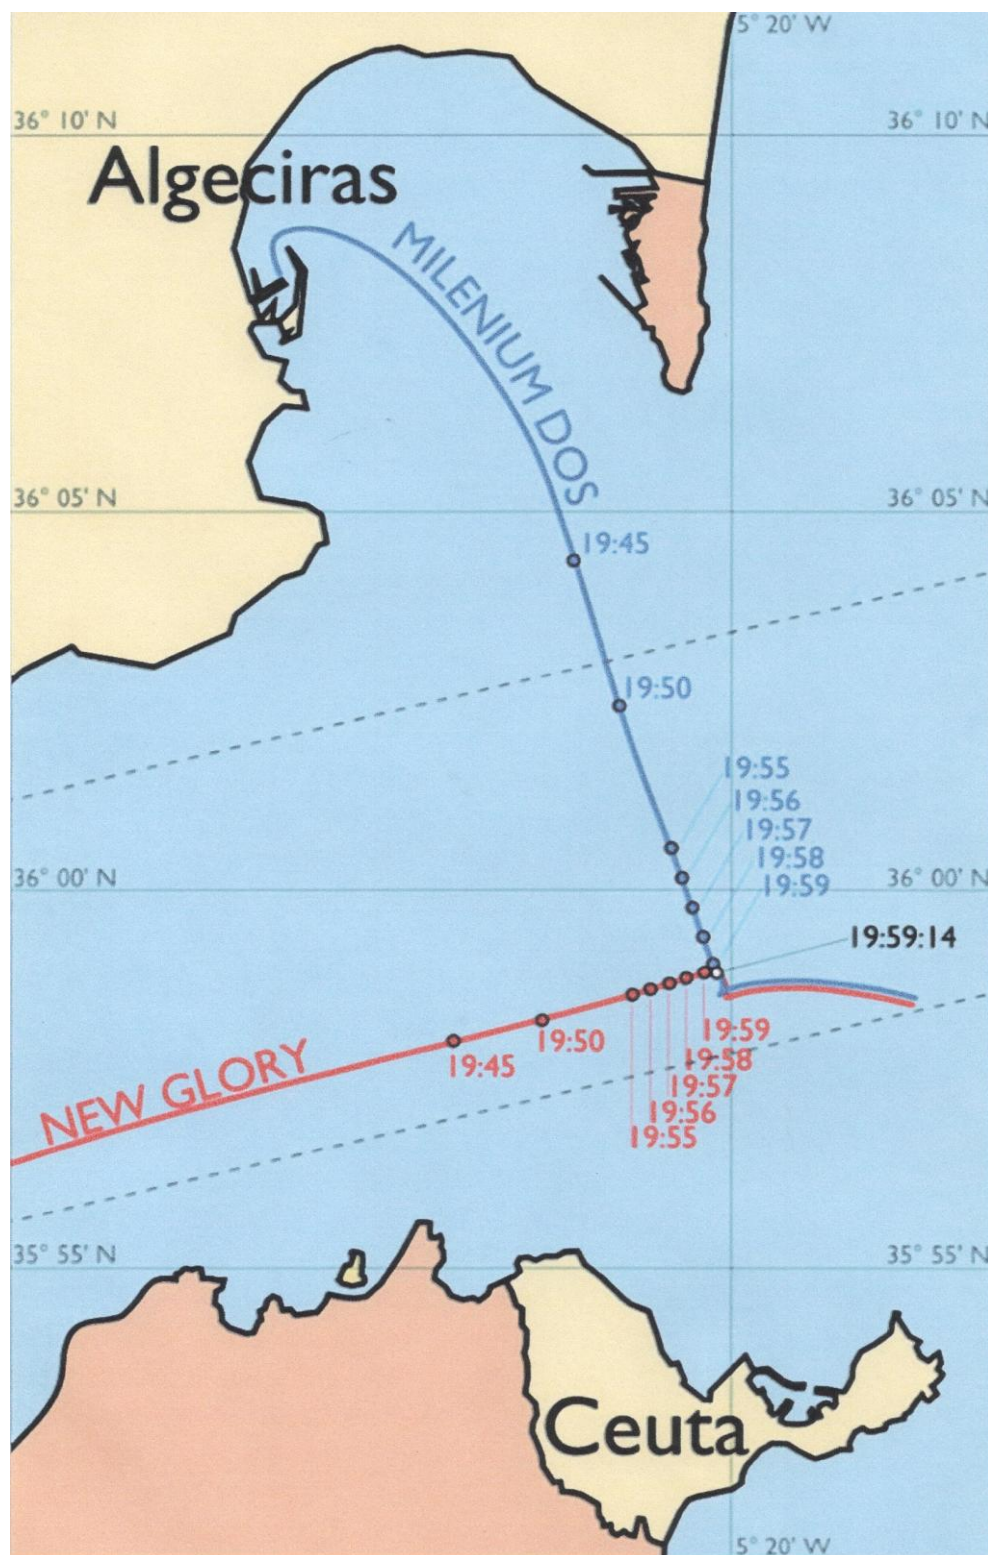 5° 20' W
36° 10' N
36° 10' N
Algeciras
MILENIUM DOS
36° 05' N
36° 05' N
19:45
19:50
19:55
19:56
19:57
19:58
19:59
36° 00' N
36° 00' N
19:59:14
19:59
19:50
19:45
19:58
19:57
19:56
19:55
NEW GLORY
35° 55' N
35° 55' N
Ceuta
5° 20' W